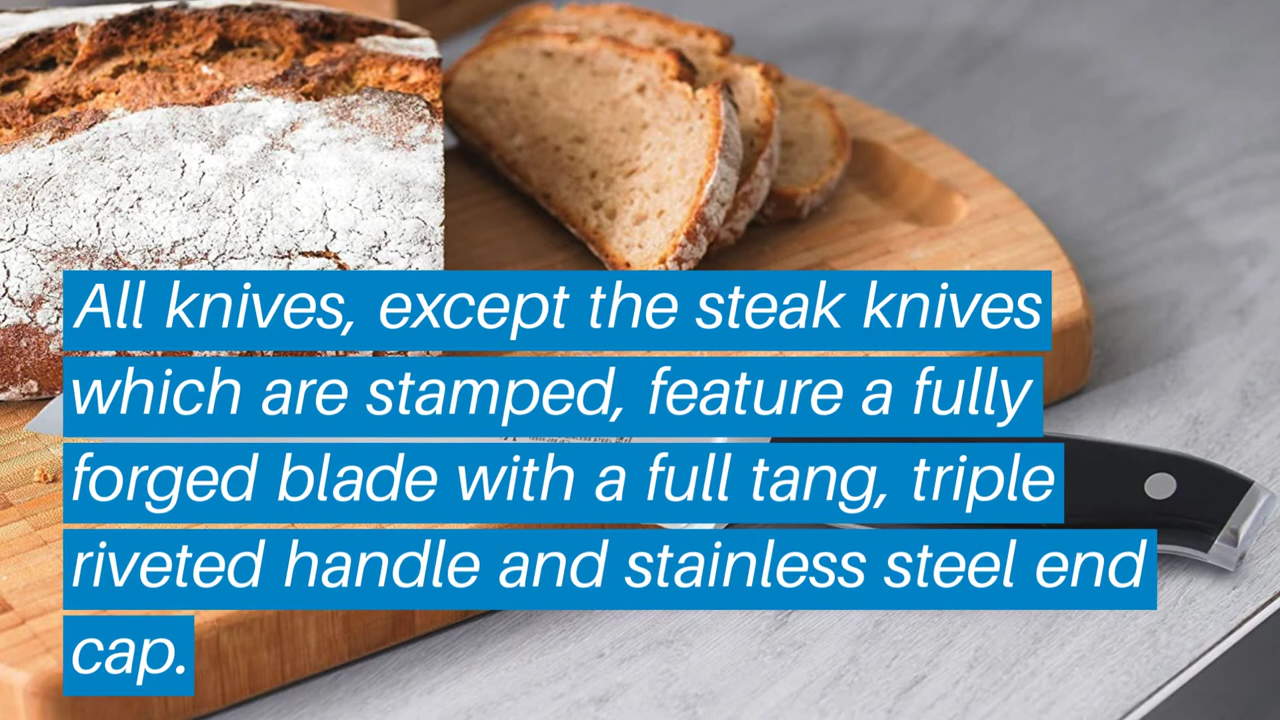 All knives, except the steak knives
which are stamped, feature a fully
forged blade with a full tang, triple
riveted handle and stainless steel end
cap.